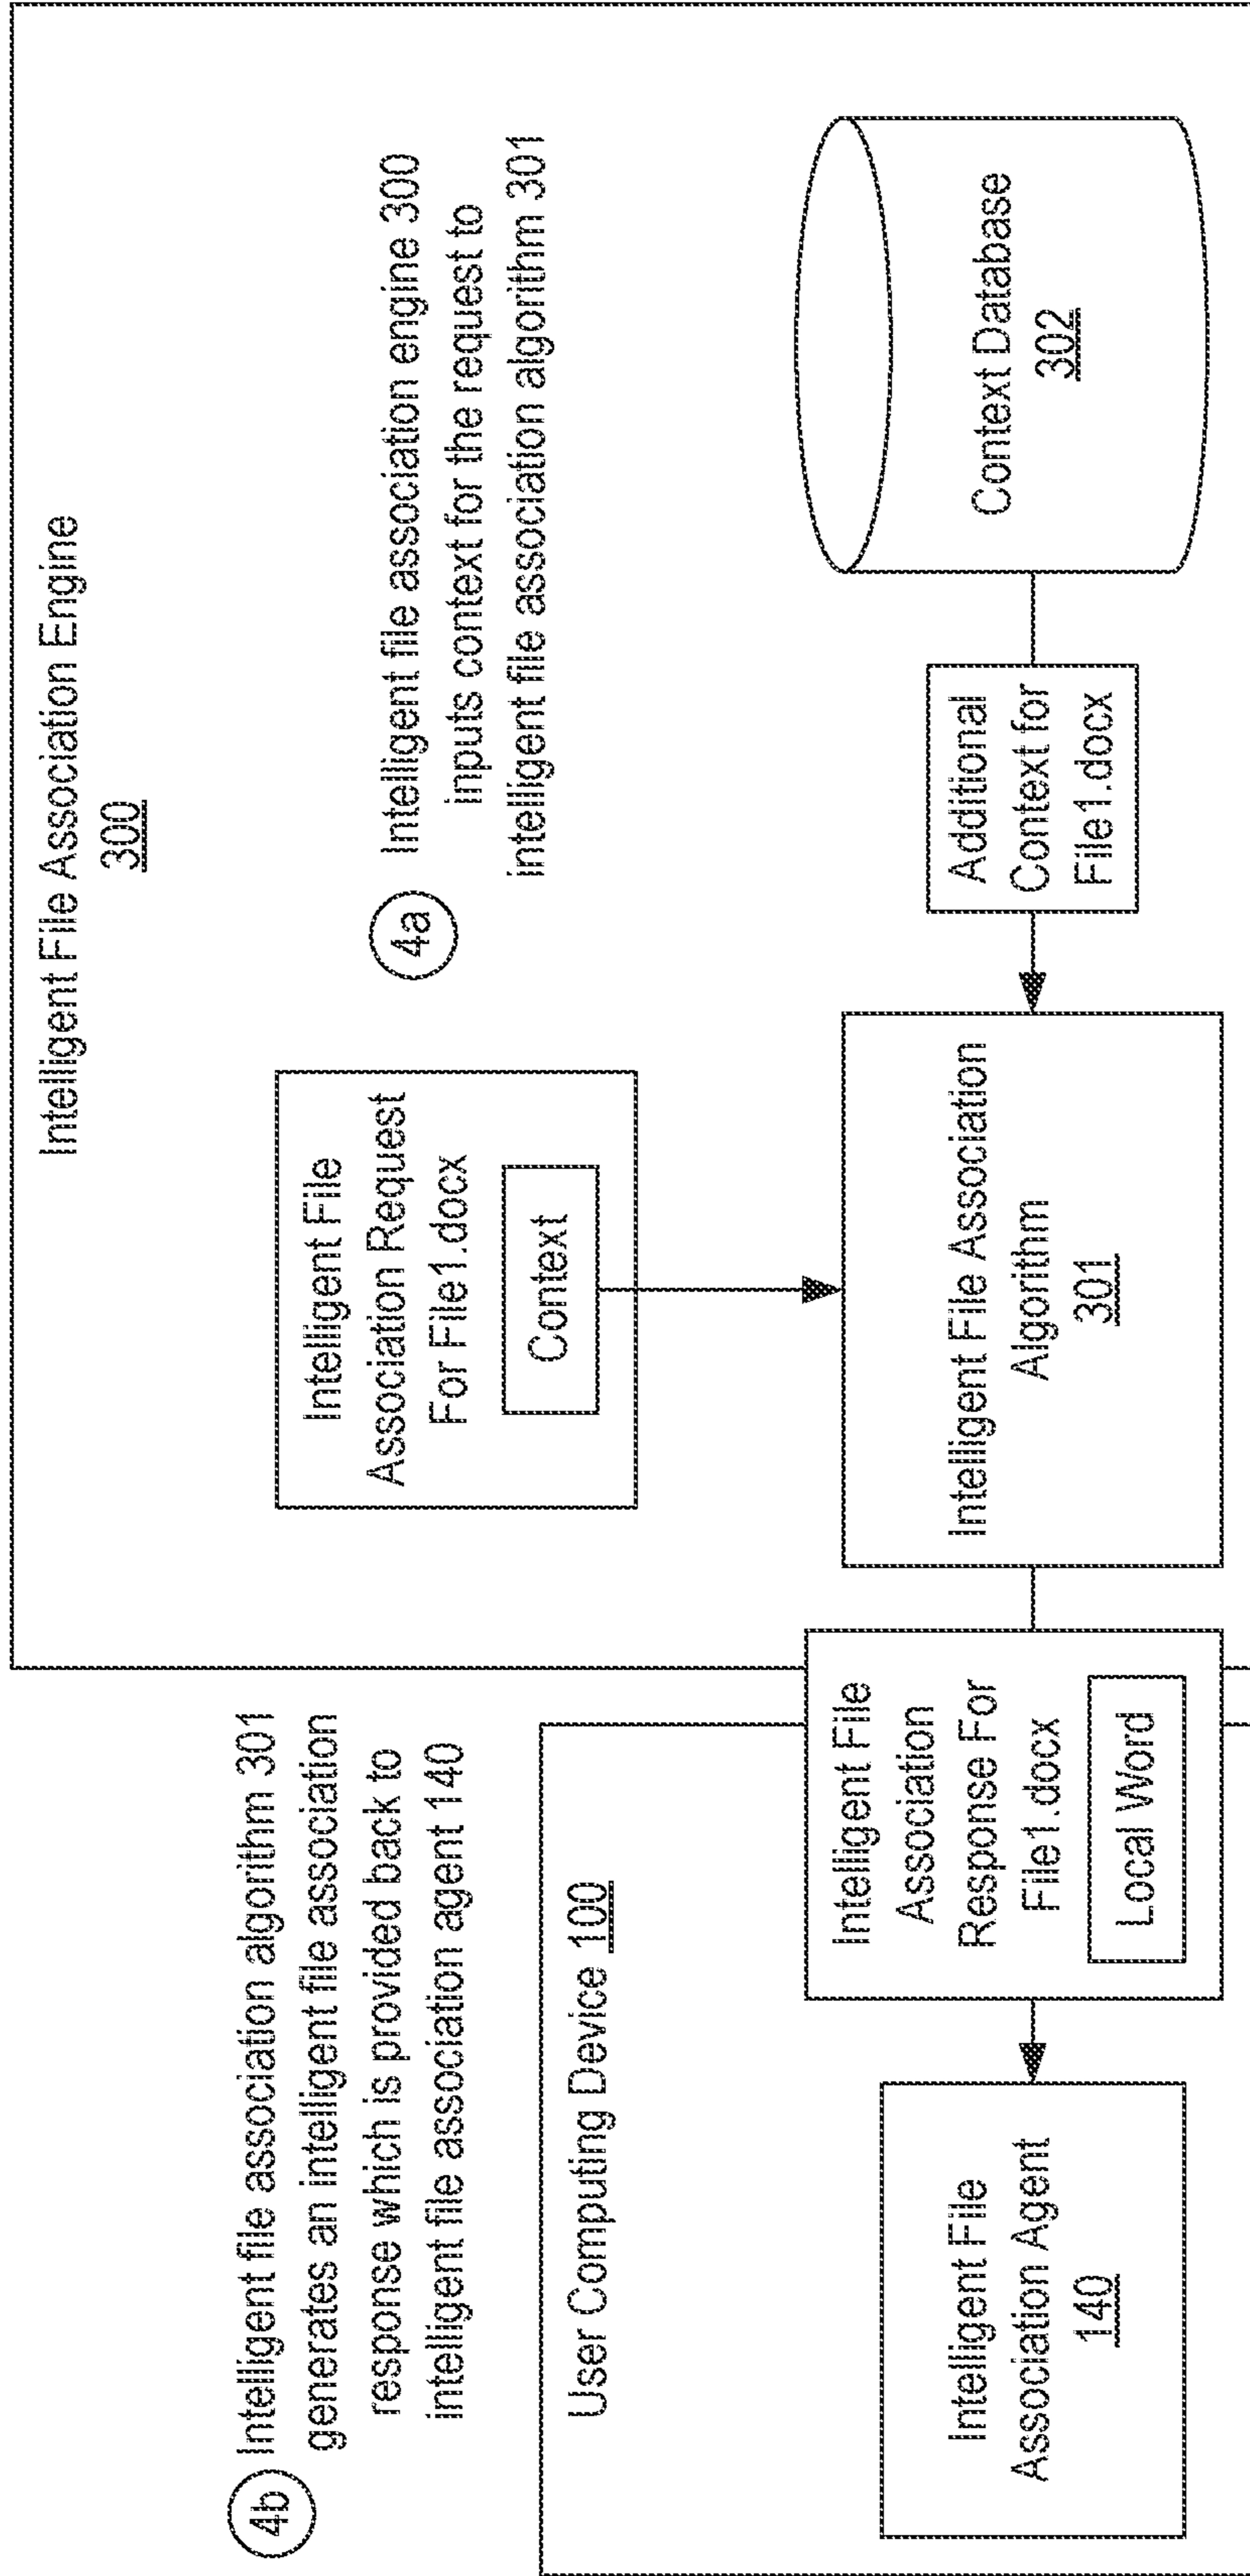 Intelligent File Association Engine
300
4a
Intelligent file association engine 300
inputs context for the request to
intelligent file association algorithm 301
Intelligent File
Association Request
For File1.docx
Context
Intelligent File Association
Algorithm
301
Additional
Context for
File1.docx
Context Database
302
4b
Intelligent file association algorithm 301
generates an intelligent file association
response which is provided back to
intelligent file association agent 140
User Computing Device 100
Intelligent File
Association
Response For
File1.docx
Local Word
Intelligent File
Association Agent
140